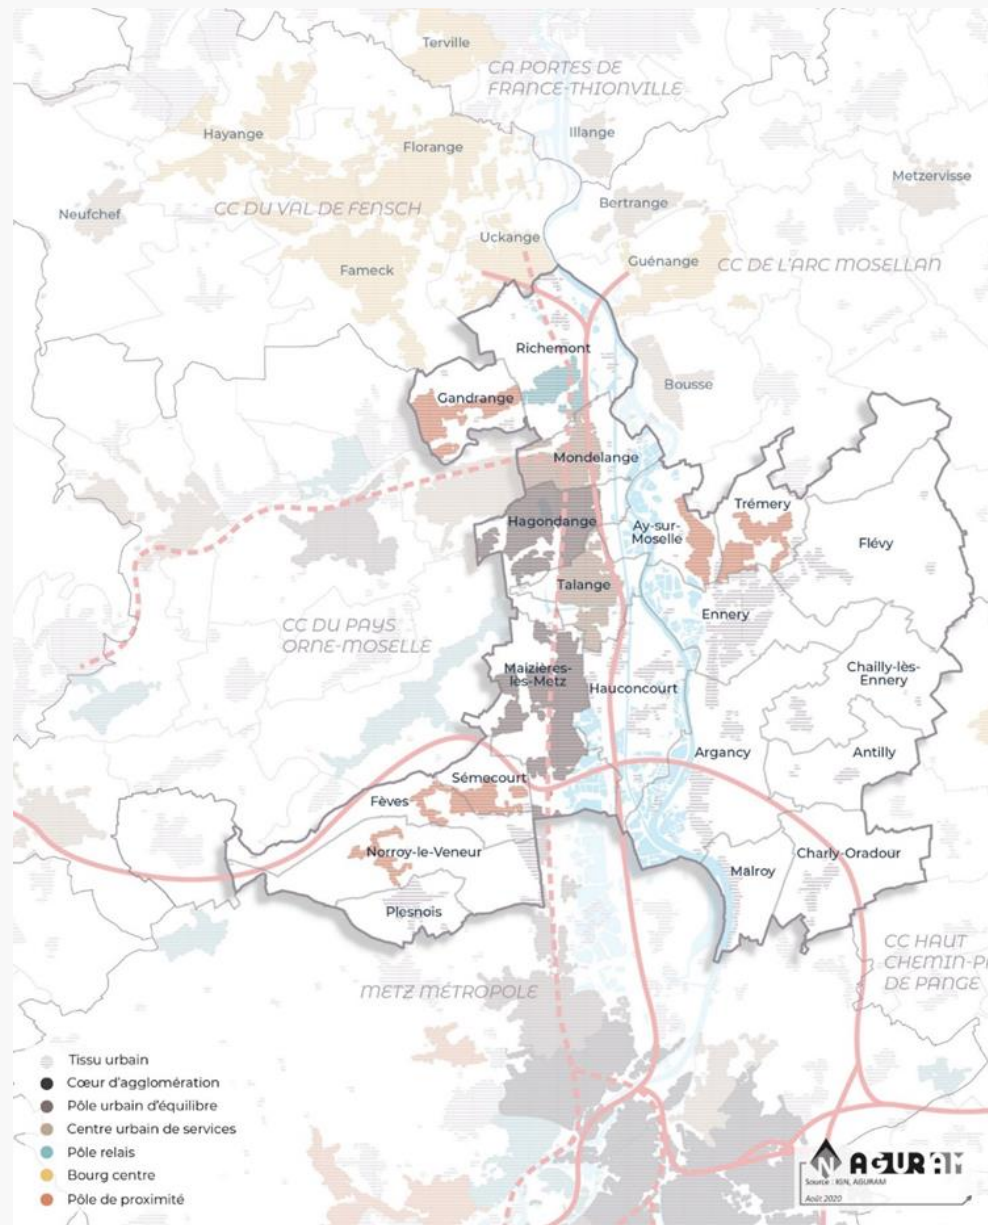 Terville
CA PORTES DE
FRANCE-THIONVILLE
Hayange
Florange
Illange
Metzervisse
Neufchef
CC DU VAL DE FENSCH
Bertrange
Uckange
Fameck
Guénange
CC DE L'ARC MOSELLAN
Richemont
Bousse
Gandrange
Mondelange
Trémery
Hagondange
Ay-sur-
Moselle
Flévy
Talange
Ennery
CC DU PAYS
ORNE-MOSELLE
Maizières-
lès-Metz
Hauconcourt
Chailly-lès-
Ennery
Argancy
Antilly
Sémecourt
Fèves
Norroy-le-Veneur
Charly-Oradour
Malroy
Plesnois
CC HAUT
CHEMIN-P
DE PANGE
METZ MÉTROPOLE
Tissu urbain
Cœur d'agglomération
Pôle urbain d'équilibre
Centre urbain de services
Pôle relais
Bourg centre
Pôle de proximité
N AGURAM
Source : IGN, AGURAM
Août 2020